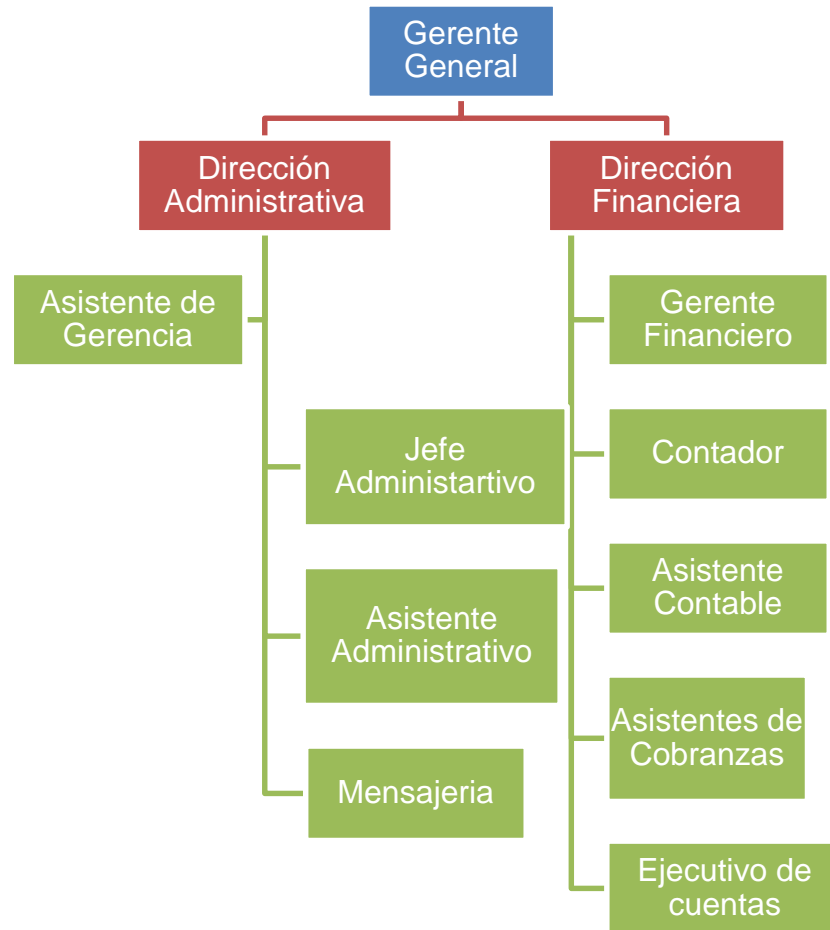 Gerente
General
Dirección
Administrativa
Dirección
Financiera
Asistente de
Gerencia
Gerente
Financiero
Jefe
Administartivo
Contador
Asistente
Administrativo
Asistente
Contable
Mensajeria
Asistentes de
Cobranzas
Ejecutivo de
cuentas